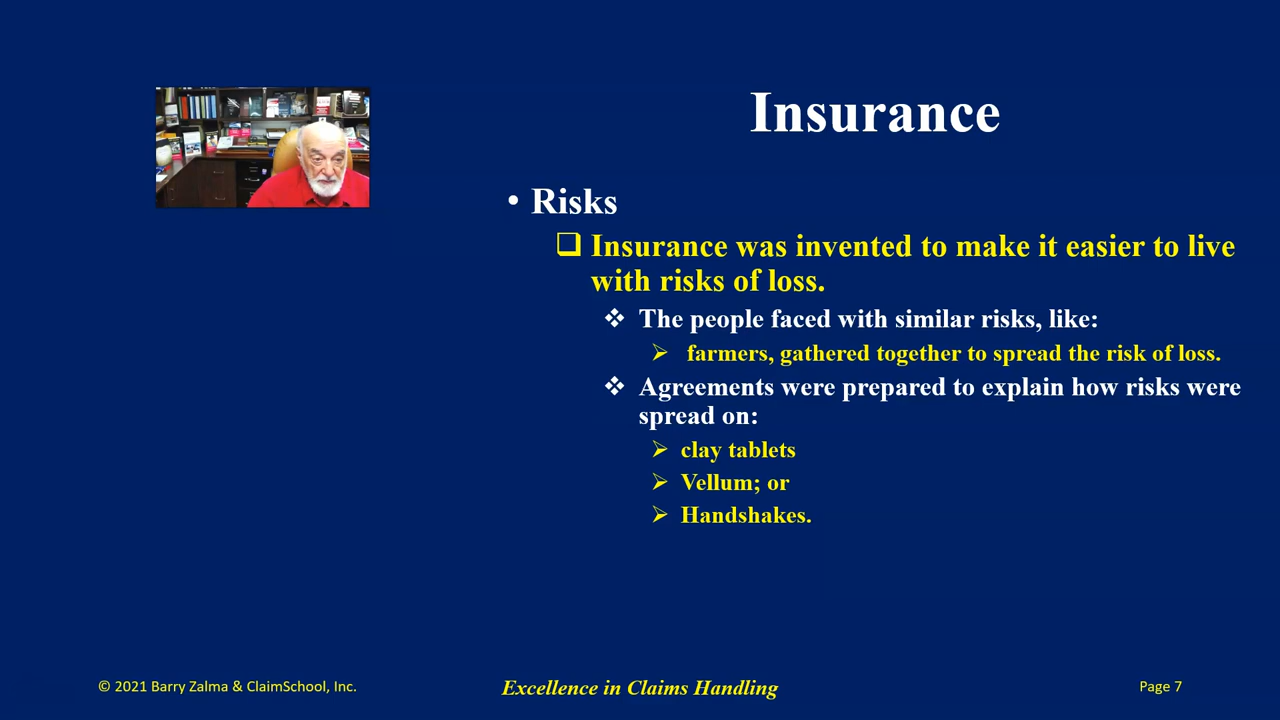 Insurance
• Risks
❑ Insurance was invented to make it easier to live
with risks of loss.
❖ The people faced with similar risks, like:
➢ farmers, gathered together to spread the risk of loss.
❖ Agreements were prepared to explain how risks were
spread on:
➢ clay tablets
➢ Vellum; or
➢ Handshakes.
© 2021 Barry Zalma & ClaimSchool, Inc.
Excellence in Claims Handling
Page 7